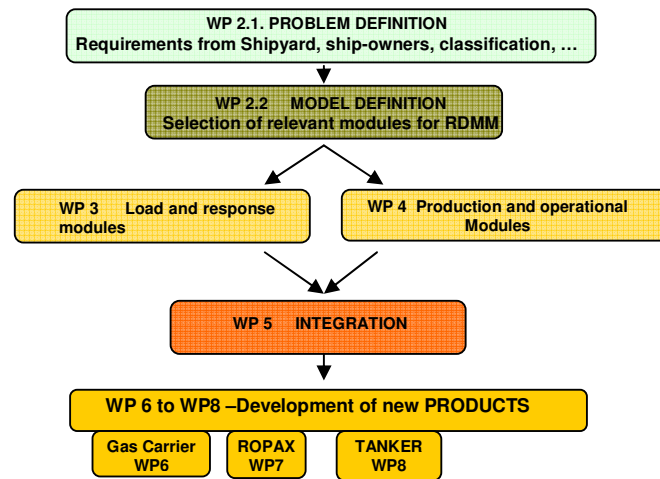 WP 2.1. PROBLEM DEFINITION
Requirements from Shipyard, ship-owners, classification, …
WP 2.2 MODEL DEFINITION
Selection of relevant modules for RDMM
WP 3 Load and response
modules
WP 4 Production and operational
Modules
WP 5 INTEGRATION
WP 6 to WP8 –Development of new PRODUCTS
Gas Carrier
WP6
ROPAX
WP7
TANKER
WP8